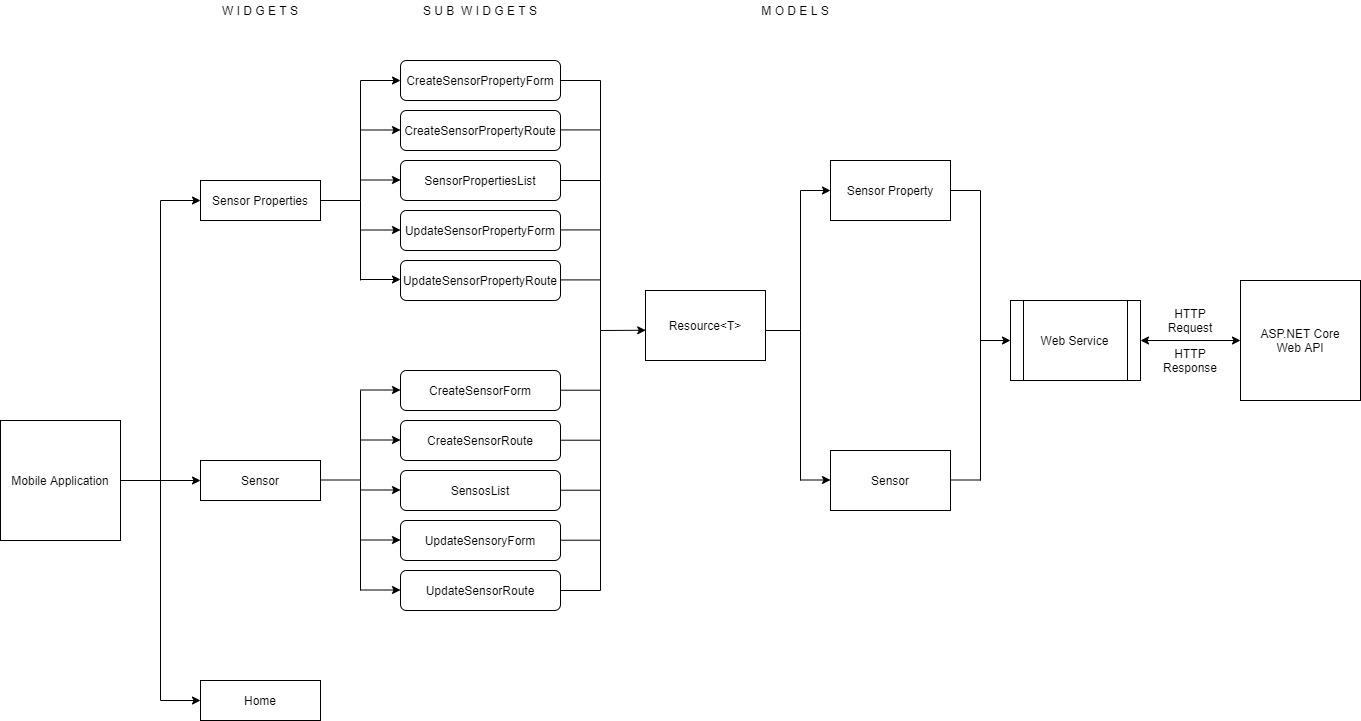 WIDGETS
SUB WIDGETS
MODELS
CreateSensorPropertyForm
CreateSensorPropertyRoute
SensorPropertiesList
UpdateSensorPropertyForm
UpdateSensorPropertyRoute
Sensor Properties
Sensor Property
Resource<T>
Web Service
HTTP
Request
HTTP
Response
ASP.NET Core
Web API
CreateSensorForm
CreateSensorRoute
SensosList
UpdateSensoryForm
UpdateSensorRoute
Mobile Application
Sensor
Sensor
Home